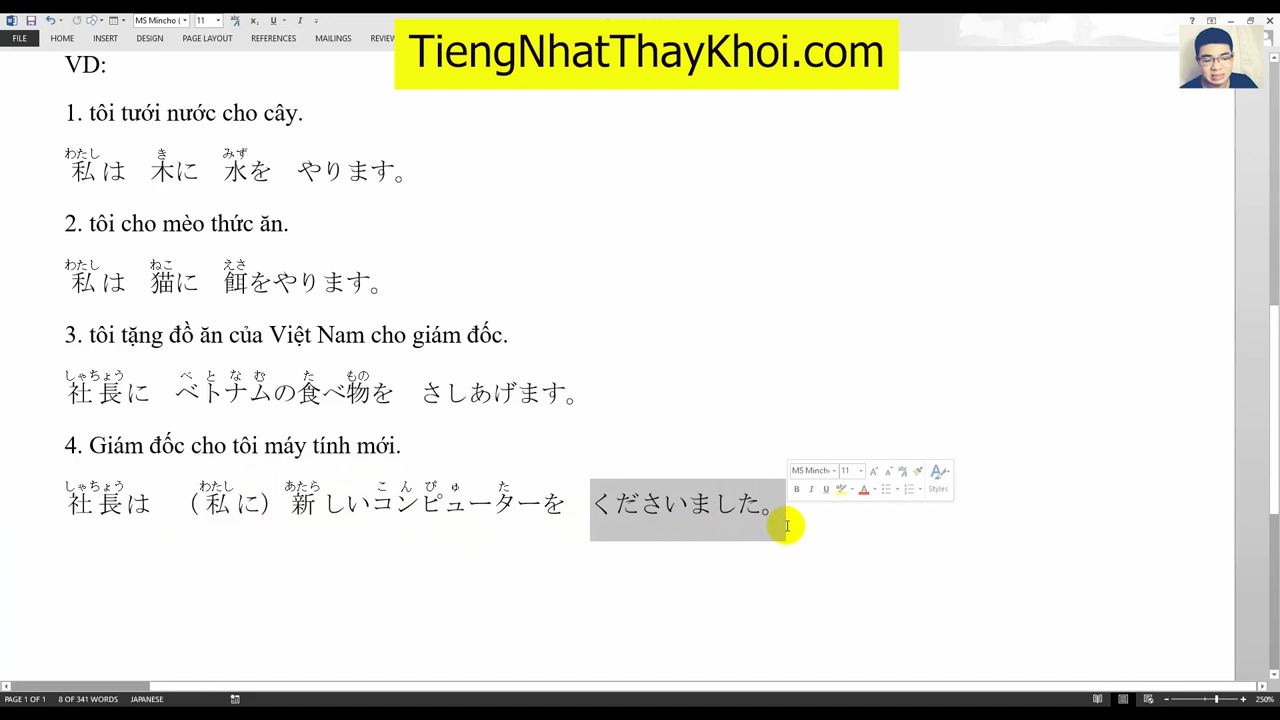 MS Mincho ( 11
FILE HOME INSERT DESIGN PAGE LAYOUT REFERENCES MAILINGS
TiengNhatThayKhoi.com
VD:
1. tôi tưới nước cho cây.
わたし き みず
私は 木に 水を やります。
2. tôi cho mèo thức ăn.
わたし ねこ えさ
私は 猫に 餌をやります。
3. tôi tặng đồ ăn của Việt Nam cho giám đốc.
しゃちょう べ と な む た もの
社長に ベトナムの食べ物を さしあげます。
4. Giám đốc cho tôi máy tính mới.
しゃちょう わたし あたら こ ん ぴ ゅ た
社長は （私に）新しいコンピューターを くださいました。
MS Minch 11
B I U Styles
PAGE 1 OF 1 8 OF 341 WORDS JAPANESE 250%